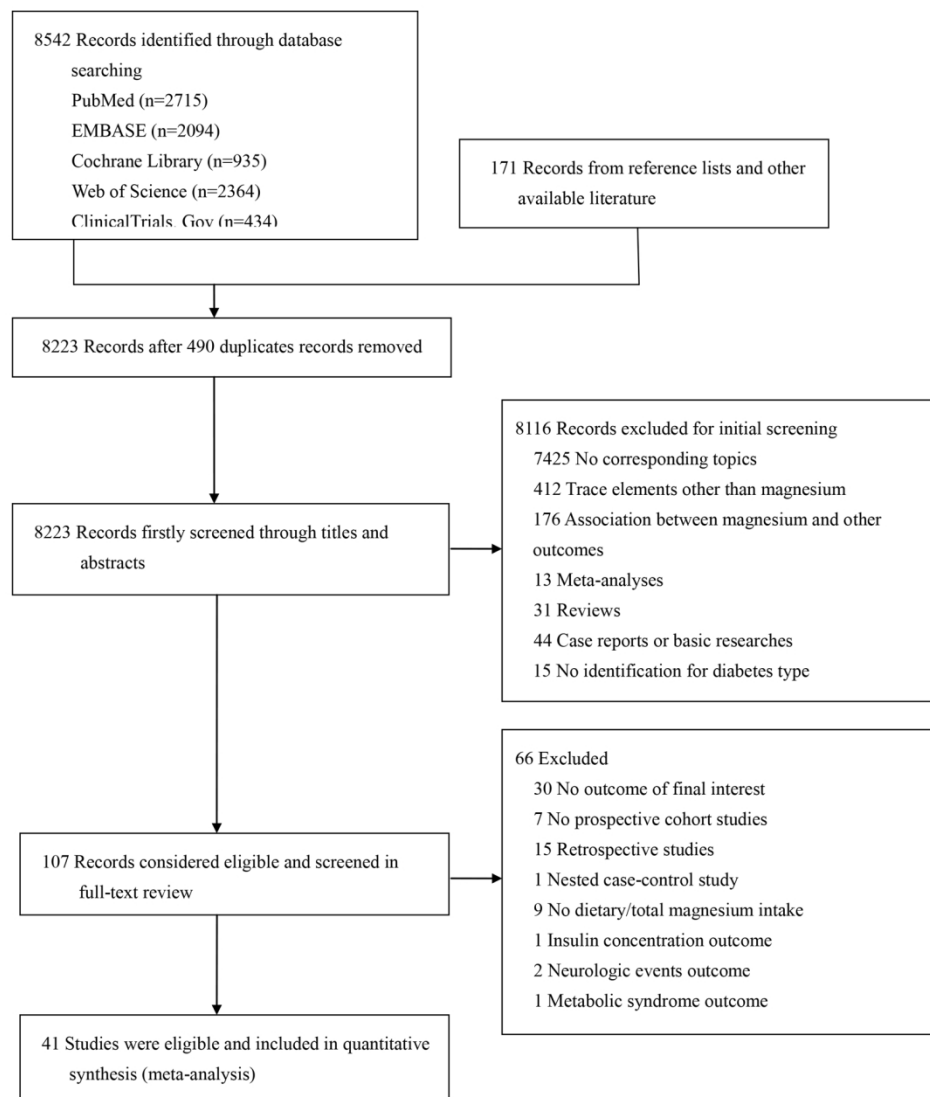 8542 Records identified through database
searching
PubMed (n=2715)
EMBASE (n=2094)
Cochrane Library (n=935)
Web of Science (n=2364)
ClinicalTrials. Gov (n=434)
171 Records from reference lists and other
available literature
8223 Records after 490 duplicates records removed
8223 Records firstly screened through titles and
abstracts
8116 Records excluded for initial screening
7425 No corresponding topics
412 Trace elements other than magnesium
176 Association between magnesium and other
outcomes
13 Meta-analyses
31 Reviews
44 Case reports or basic researches
15 No identification for diabetes type
107 Records considered eligible and screened in
full-text review
66 Excluded
30 No outcome of final interest
7 No prospective cohort studies
15 Retrospective studies
1 Nested case-control study
9 No dietary/total magnesium intake
1 Insulin concentration outcome
2 Neurologic events outcome
1 Metabolic syndrome outcome
41 Studies were eligible and included in quantitative
synthesis (meta-analysis)